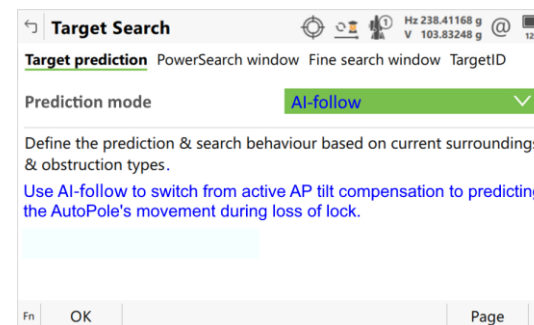 Target Search
1
Hz 238.41168 g
V 103.83248 g
@
12
Target prediction PowerSearch window Fine search window TargetID
Prediction mode AI-follow
Define the prediction & search behaviour based on current surroundings
& obstruction types.
Use AI-follow to switch from active AP tilt compensation to predicting
the AutoPole's movement during loss of lock.
Fn OK Page